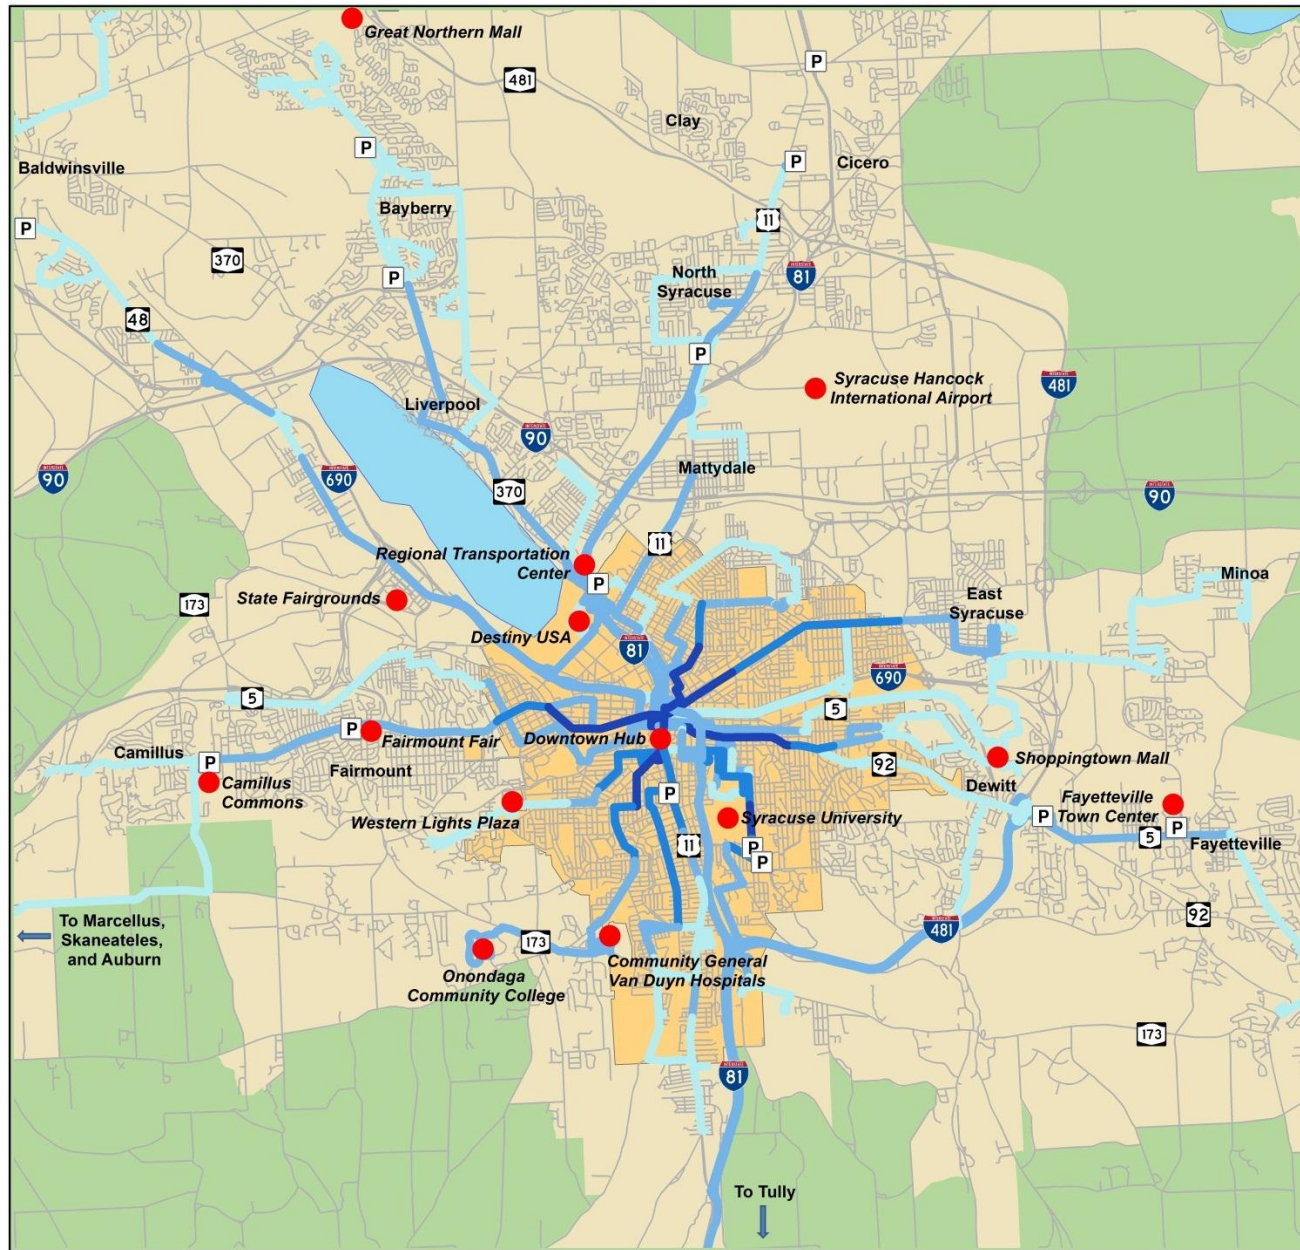 Great Northern Mall
481
P
Clay
P
Cicero
Baldwinsville
P
Bayberry
11
P
370
North
Syracuse
81
P
48
P
Syracuse Hancock
International Airport
481
Liverpool
90
Mattydale
690
90
370
90
11
Regional Transportation
Center
P
Minoa
State Fairgrounds
173
East
Syracuse
Destiny USA
81
690
5
5
P
Fairmount Fair
Downtown Hub
Camillus
P
Fairmount
92
Shoppingtown Mall
Camillus
Commons
Dewitt
P
Fayetteville
Town Center
Western Lights Plaza
Syracuse University
P
P
5
Fayetteville
11
P
P
To Marcellus,
Skaneateles,
and Auburn
92
481
173
Onondaga
Community College
Community General
Van Duyn Hospitals
173
81
To Tully